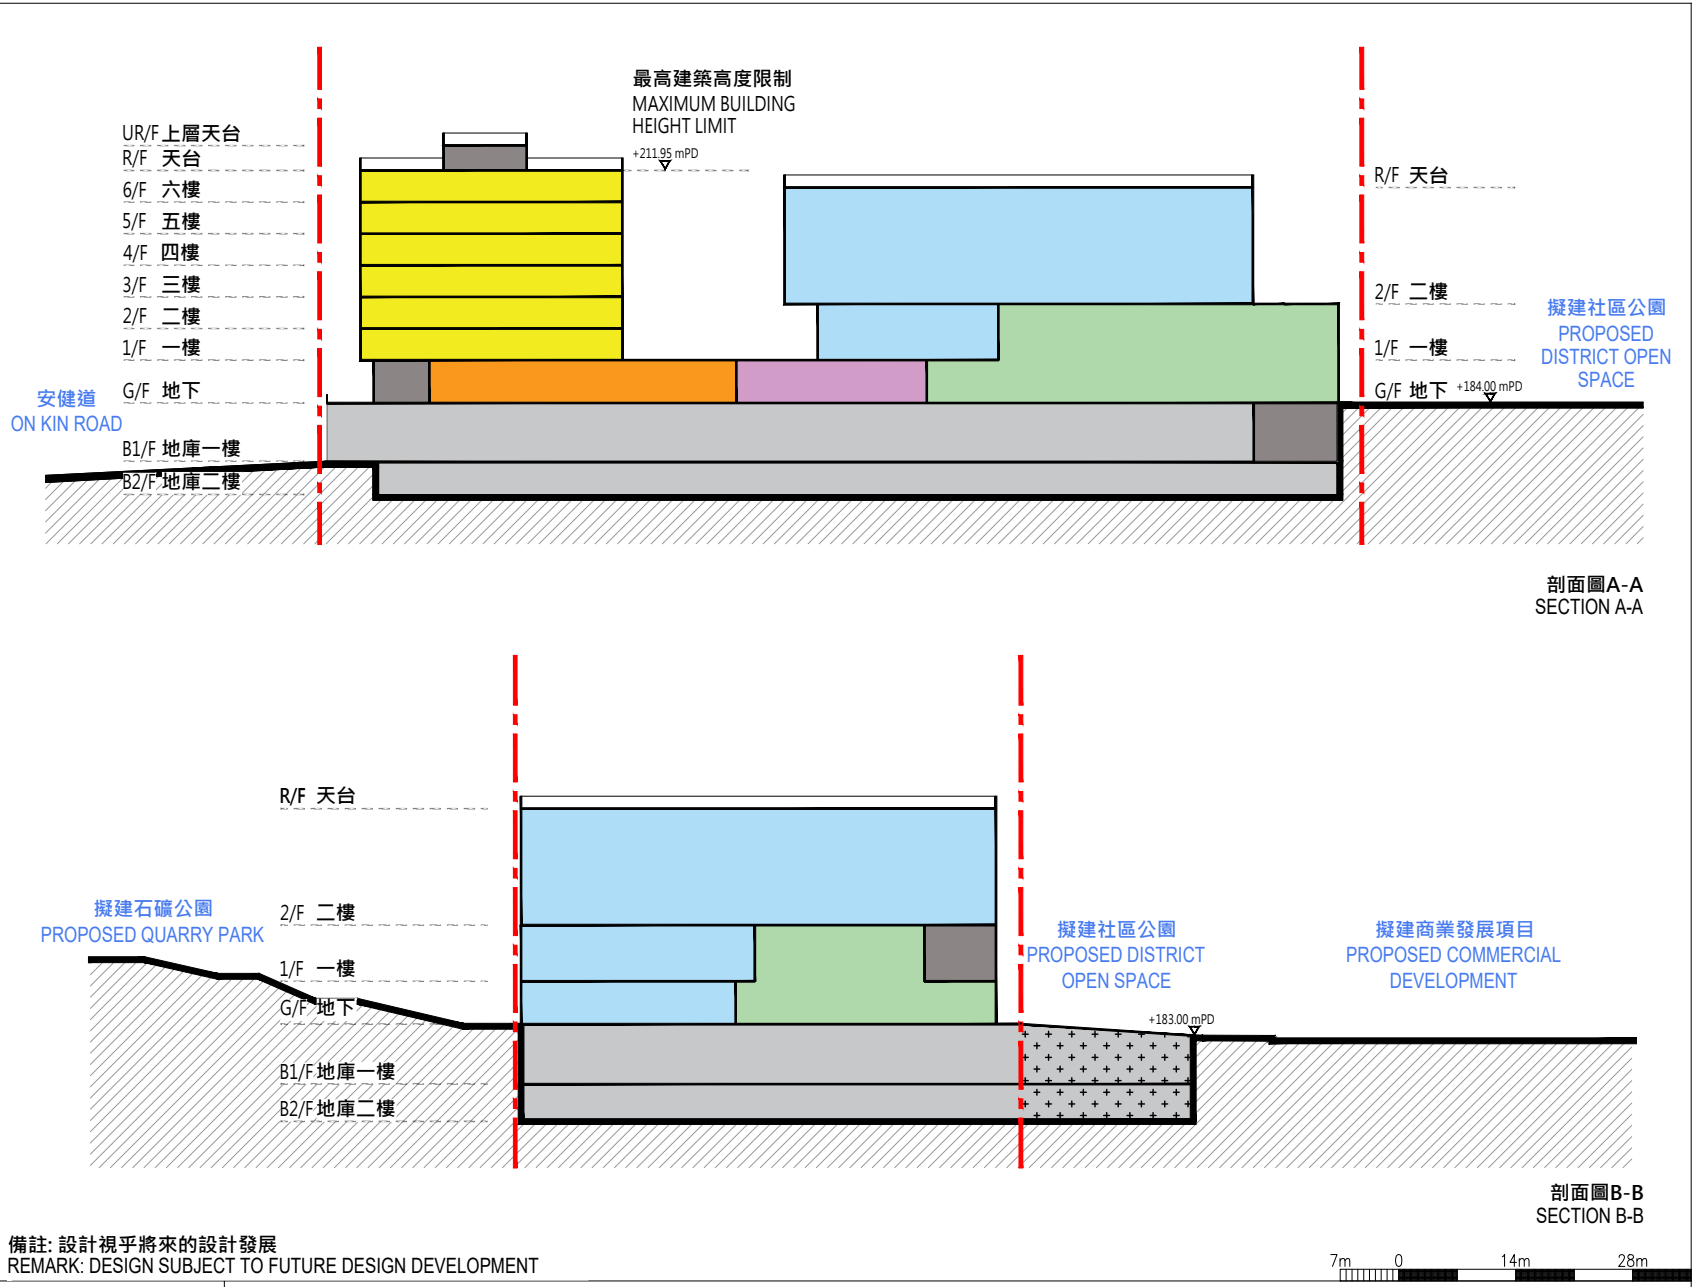 最高建築高度限制
MAXIMUM BUILDING
HEIGHT LIMIT
+211.95 mPD
UR/F 上層天台
R/F 天台
6/F 六樓
5/F 五樓
4/F 四樓
3/F 三樓
2/F 二樓
1/F 一樓
G/F 地下
B1/F 地庫一樓
B2/F 地庫二樓
安健道
ON KIN ROAD
R/F 天台
2/F 二樓
1/F 一樓
G/F 地下
+184.00 mPD
擬建社區公園
PROPOSED
DISTRICT OPEN
SPACE
剖面圖A-A
SECTION A-A
R/F 天台
2/F 二樓
1/F 一樓
G/F 地下
B1/F 地庫一樓
B2/F 地庫二樓
擬建石礦公園
PROPOSED QUARRY PARK
擬建社區公園
PROPOSED DISTRICT
OPEN SPACE
+183.00 mPD
擬建商業發展項目
PROPOSED COMMERCIAL
DEVELOPMENT
剖面圖B-B
SECTION B-B
備註: 設計視乎將來的設計發展
REMARK: DESIGN SUBJECT TO FUTURE DESIGN DEVELOPMENT
7m 0 14m 28m